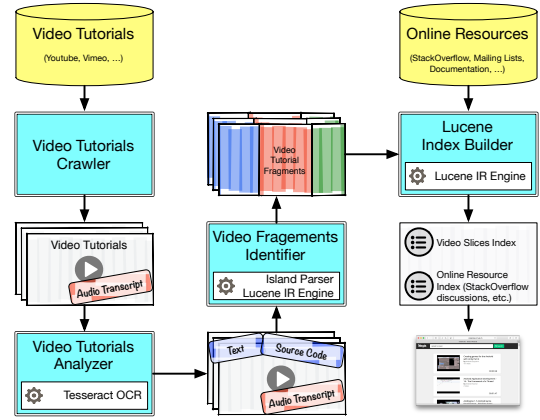 Video Tutorials
(Youtube, Vimeo, ...)
Video Tutorials
Crawler
Video Tutorials
Audio Transcript
Video Tutorials
Analyzer
Tesseract OCR
Text
Source Code
Audio Transcript
Video Fragements
Identifier
Island Parser
Lucene IR Engine
Video
Tutorial
Fragments
Online Resources
(StackOverflow, Mailing Lists,
Documentation, ...)
Lucene
Index Builder
Lucene IR Engine
Video Slices Index
Online Resource
Index (StackOverflow
discussions, etc.)